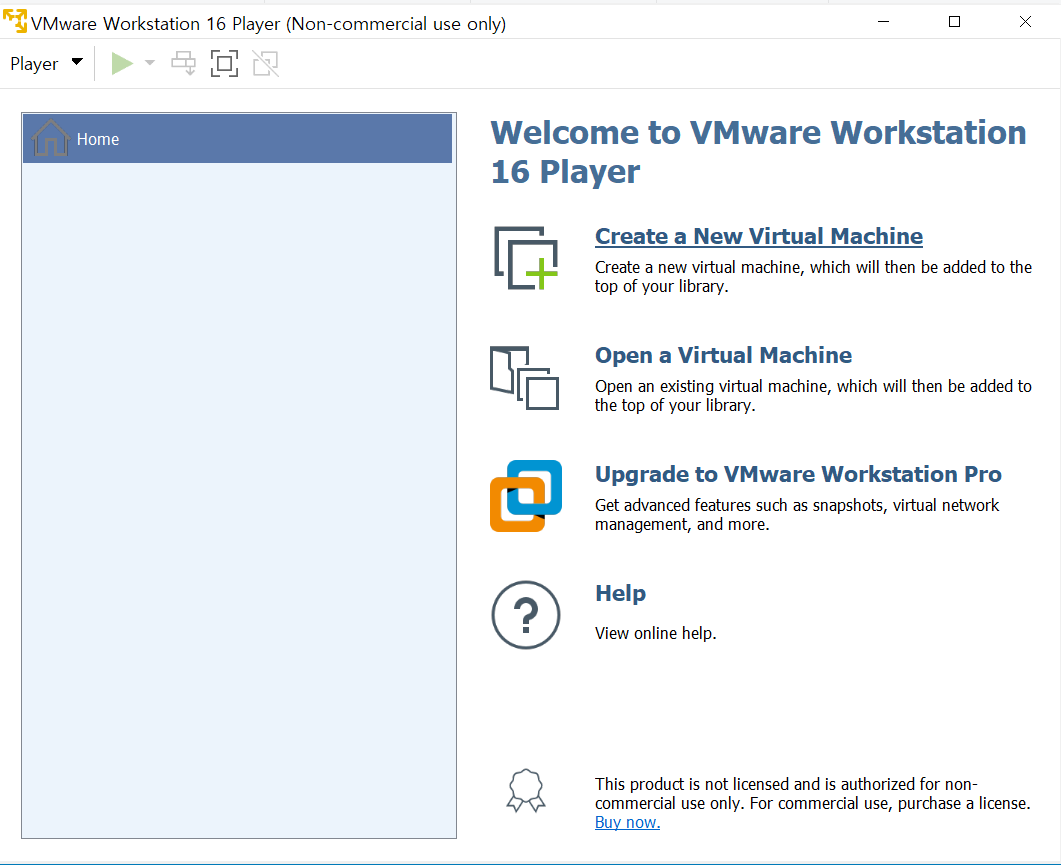 VMware Workstation 16 Player (Non-commercial use only)
Player
Home
Welcome to VMware Workstation
16 Player
Create a New Virtual Machine
Create a new virtual machine, which will then be added to the
top of your library.
Open a Virtual Machine
Open an existing virtual machine, which will then be added to
the top of your library.
Upgrade to VMware Workstation Pro
Get advanced features such as snapshots, virtual network
management, and more.
Help
View online help.
This product is not licensed and is authorized for non-
commercial use only. For commercial use, purchase a license.
Buy now.